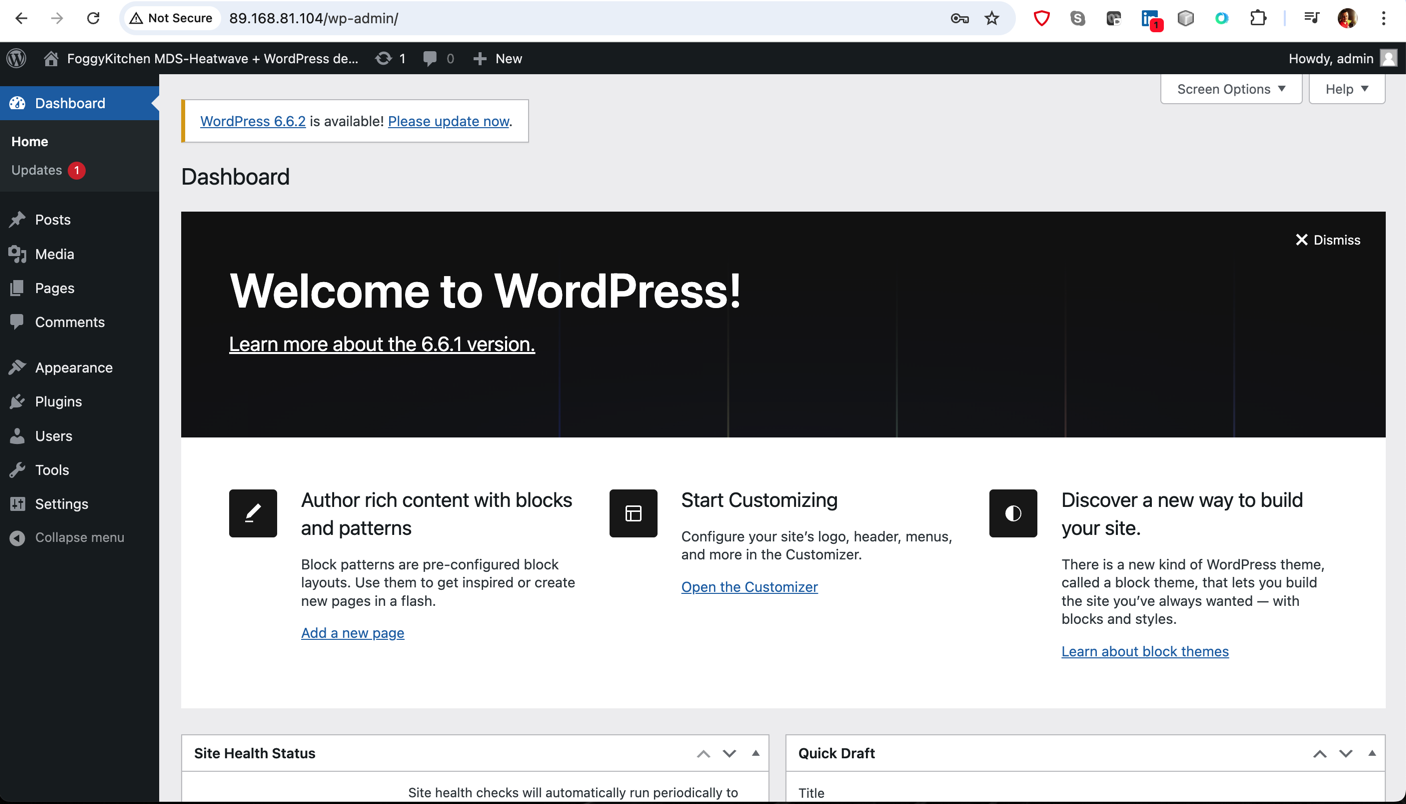 Not Secure 89.168.81.104/wp-admin/ 1
FoggyKitchen MDS-Heatwave + WordPress de... 1 0 New Howdy, admin
Screen Options Help
Dashboard
Home
Updates 1
Posts
Media
Pages
Comments
Appearance
Plugins
Users
Tools
Settings
Collapse menu
WordPress 6.6.2 is available! Please update now.
Dashboard
Dismiss
Welcome to WordPress!
Learn more about the 6.6.1 version.
Author rich content with blocks
and patterns
Block patterns are pre-configured block
layouts. Use them to get inspired or create
new pages in a flash.
Add a new page
Start Customizing
Configure your site’s logo, header, menus,
and more in the Customizer.
Open the Customizer
Discover a new way to build
your site.
There is a new kind of WordPress theme,
called a block theme, that lets you build
the site you’ve always wanted — with
blocks and styles.
Learn about block themes
Site Health Status
Site health checks will automatically run periodically to
Quick Draft
Title